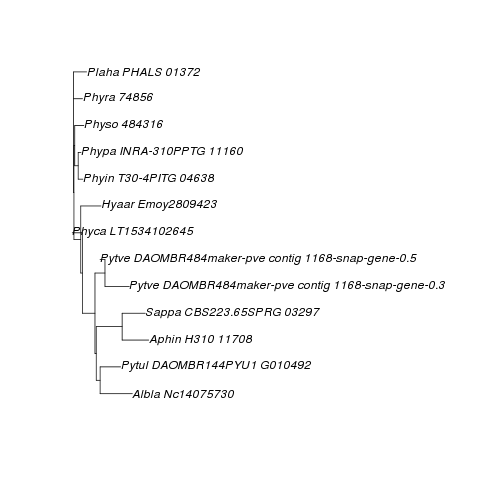 Plaha PHALS 01372
Phyra 74856
Physo 484316
Phypa INRA-310PPTG 11160
Phyin T30-4PITG 04638
Hyaar Emoy2809423
Phyca LT1534102645
Pytve DAOMBR484maker-pve contig 1168-snap-gene-0.5
Pytve DAOMBR484maker-pve contig 1168-snap-gene-0.3
Sappa CBS223.65SPRG 03297
Aphin H310 11708
Pytul DAOMBR144PYU1 G010492
Albla Nc14075730